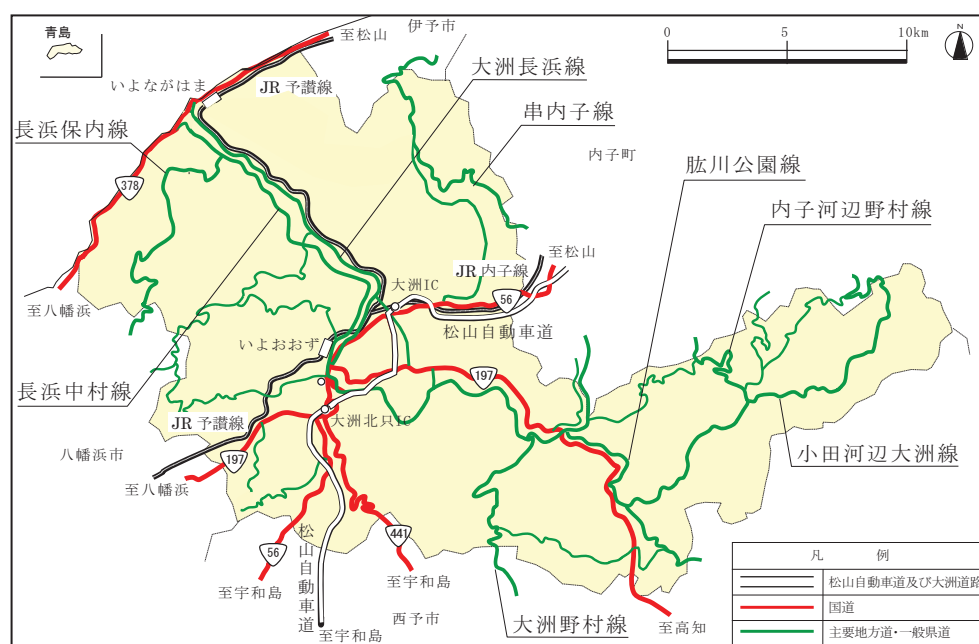 青島
伊予市
至松山
0
5
10km
N
いよながはま
JR 予讃線
大洲長浜線
長浜保内線
串内子線
内子町
肱川公園線
378
内子河辺野村線
至松山
JR 内子線
大洲IC
56
至八幡浜
松山自動車道
いよおおず
197
長浜中村線
JR 予讃線
大洲北只IC
八幡浜市
197
小田河辺大洲線
至八幡浜
441
56
松山自動車道
至宇和島
至宇和島
西予市
至宇和島
大洲野村線
至高知
凡 例
松山自動車道及び大洲道路
国道
主要地方道・一般県道